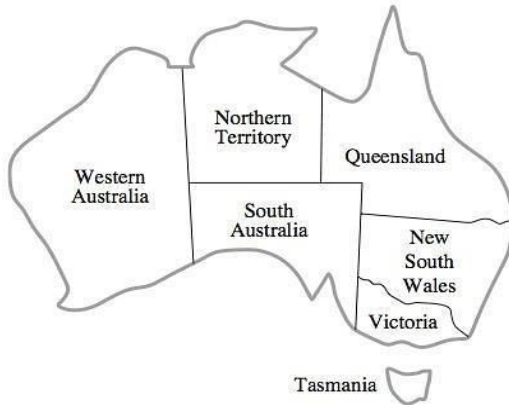 Northern
Territory
Queensland
Western
Australia
South
Australia
New
South
Wales
Victoria
Tasmania